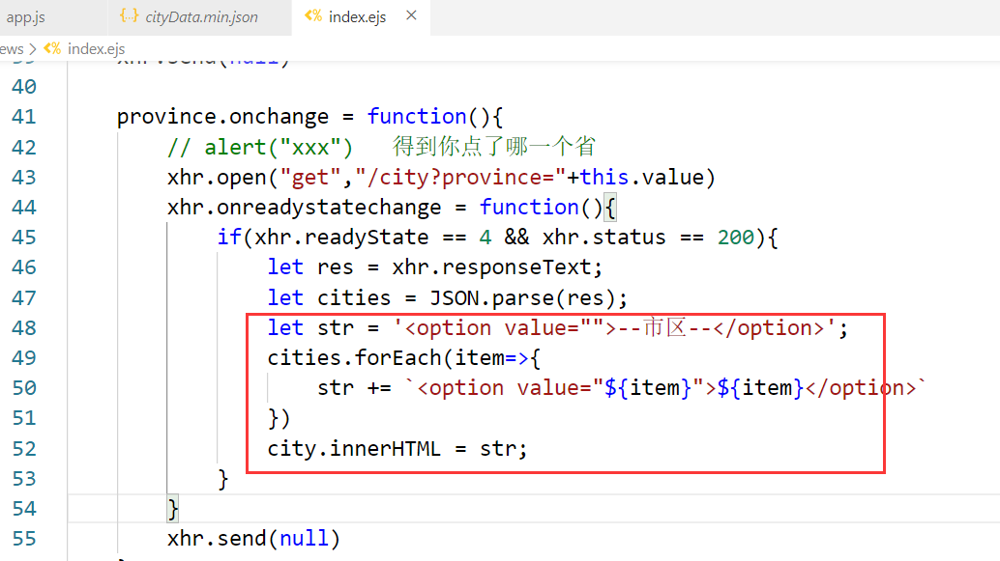 app.js
cityData.min.json
index.ejs
ews > index.ejs
39 xhr.send(null)
40
41 province.onchange = function(){
42 // alert("xxx") 得到你点了哪一个省
43 xhr.open("get","/city?province="+this.value)
44 xhr.onreadystatechange = function(){
45 if(xhr.readyState == 4 && xhr.status == 200){
46 let res = xhr.responseText;
47 let cities = JSON.parse(res);
48 let str = '<option value="">--市区--</option>';
49 cities.forEach(item=>{
50 str += `<option value="${item}">${item}</option>`
51 })
52 city.innerHTML = str;
53 }
54 }
55 xhr.send(null)